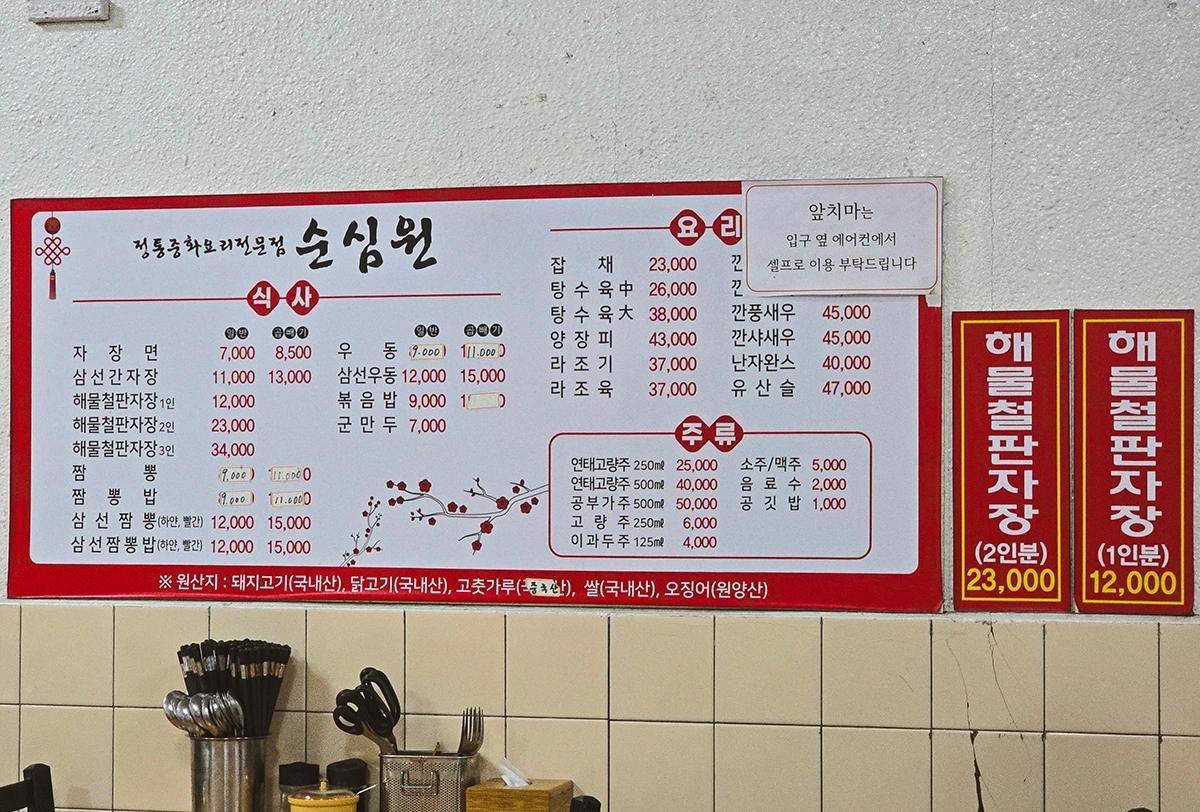 정통중화요리전문점 순심원
식사
일반 곱빼기
자장면 7,000 8,500
삼선간자장 11,000 13,000
해물철판자장 1인 12,000
해물철판자장 2인 23,000
해물철판자장 3인 34,000
짬뽕 9.000 11.000
짬뽕밥 9.000 11.000
삼선짬뽕(하얀, 빨간) 12,000 15,000
삼선짬뽕밥(하얀, 빨간) 12,000 15,000
일반 곱빼기
우동 9.000 11.000
삼선우동 12,000 15,000
볶음밥 9,000
군만두 7,000
요리
잡채 23,000
탕수육中 26,000
탕수육大 38,000
양장피 43,000
라조기 37,000
라조육 37,000
깐풍새우 45,000
깐샤새우 45,000
난자완스 40,000
유산슬 47,000
앞치마는
입구 옆 에어컨에서
셀프로 이용 부탁드립니다
주류
연태고량주 250㎖ 25,000
연태고량주 500㎖ 40,000
공부가주 500㎖ 50,000
고량주 250㎖ 6,000
이과두주 125㎖ 4,000
소주/맥주 5,000
음료수 2,000
공깃밥 1,000
※ 원산지 : 돼지고기(국내산), 닭고기(국내산), 고춧가루(중국산), 쌀(국내산), 오징어(원양산)
해물철판자장
(2인분)
23,000
해물철판자장
(1인분)
12,000